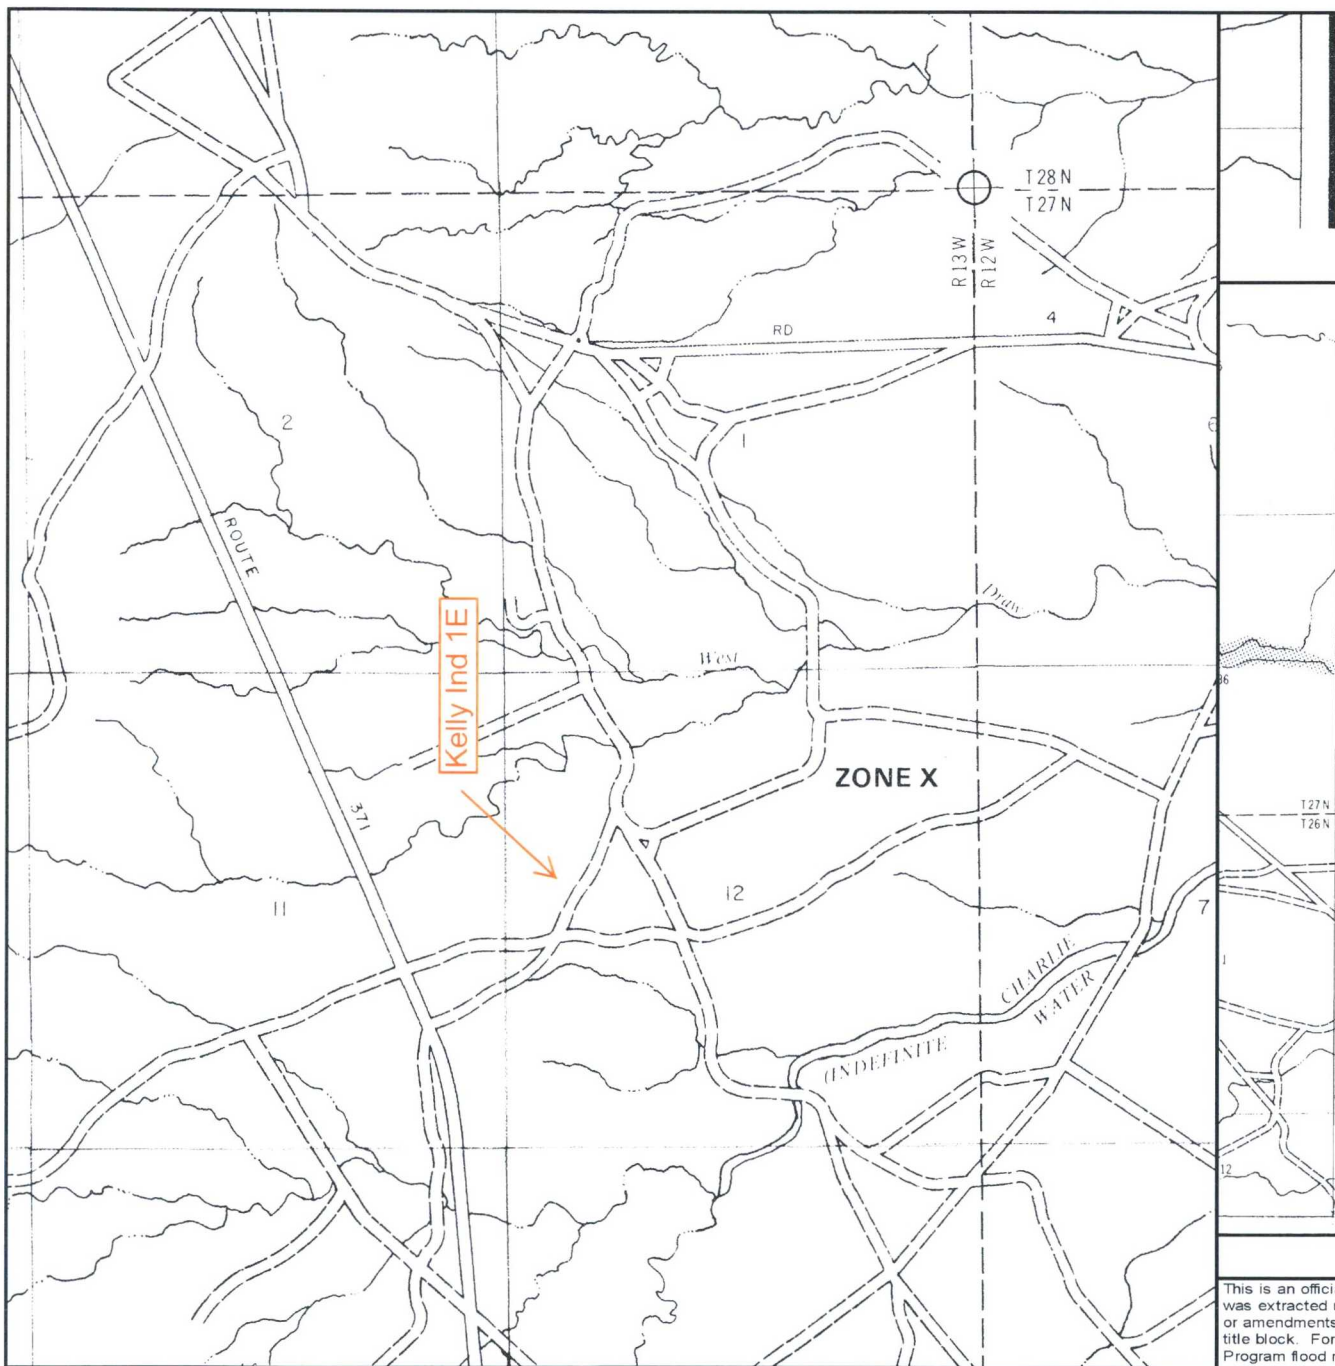 T28N
T27N
R13W
R12W
RD
4
2
1
6
ROUTE
Draw
Kelly Ind 1E
West
36
ZONE X
371
T27N
T26N
12
11
7
1
CHARLIE
WATER
(INDEFINITE
12
This is an offici
was extracted
or amendments
title block. For
Program flood